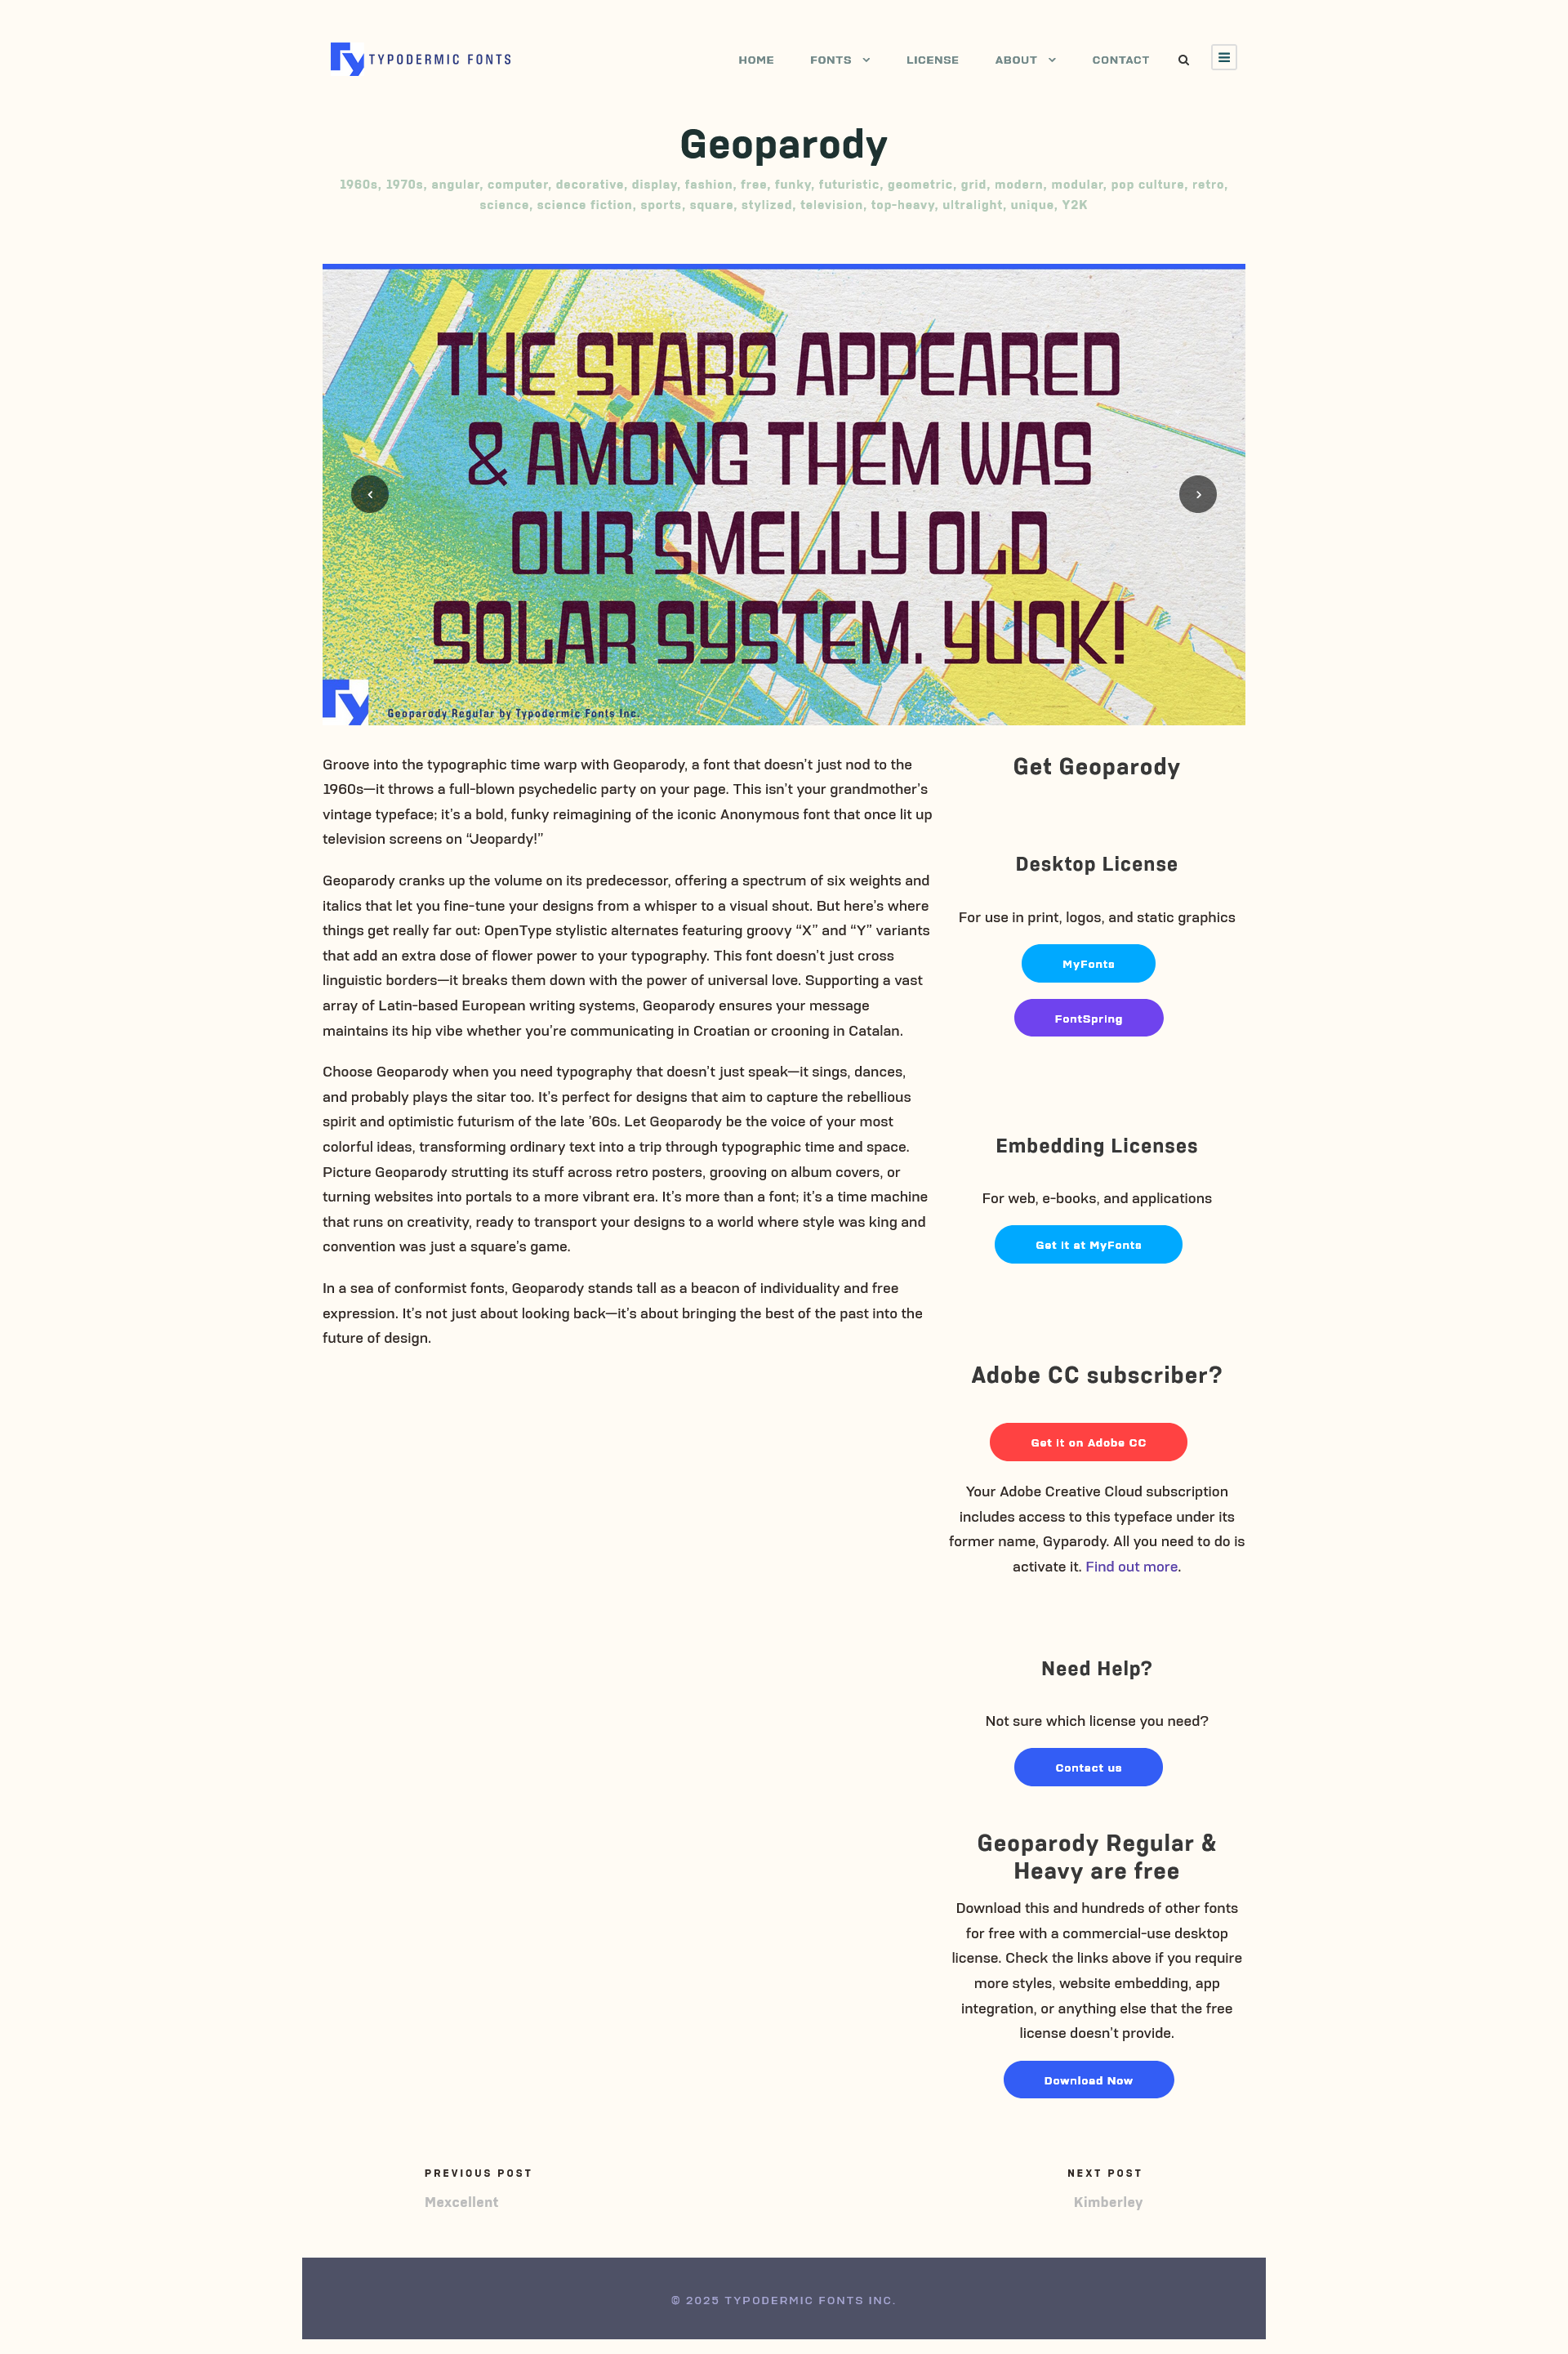 TYPODERMIC FONTS
HOME FONTS LICENSE ABOUT CONTACT
Geoparody
1960s, 1970s, angular, computer, decorative, display, fashion, free, funky, futuristic, geometric, grid, modern, modular, pop culture, retro,
science, science fiction, sports, square, stylized, television, top-heavy, ultralight, unique, Y2K
THE STARS APPEARED
& AMONG THEM WAS
OUR SMELLY OLD
SOLAR SYSTEM. YUCK!
Geoparody Regular by Typodermic Fonts Inc.
Groove into the typographic time warp with Geoparody, a font that doesn’t just nod to the
1960s—it throws a full-blown psychedelic party on your page. This isn’t your grandmother’s
vintage typeface; it’s a bold, funky reimagining of the iconic Anonymous font that once lit up
television screens on “Jeopardy!”
Geoparody cranks up the volume on its predecessor, offering a spectrum of six weights and
italics that let you fine-tune your designs from a whisper to a visual shout. But here’s where
things get really far out: OpenType stylistic alternates featuring groovy “X” and “Y” variants
that add an extra dose of flower power to your typography. This font doesn’t just cross
linguistic borders—it breaks them down with the power of universal love. Supporting a vast
array of Latin-based European writing systems, Geoparody ensures your message
maintains its hip vibe whether you’re communicating in Croatian or crooning in Catalan.
Choose Geoparody when you need typography that doesn’t just speak—it sings, dances,
and probably plays the sitar too. It’s perfect for designs that aim to capture the rebellious
spirit and optimistic futurism of the late ’60s. Let Geoparody be the voice of your most
colorful ideas, transforming ordinary text into a trip through typographic time and space.
Picture Geoparody strutting its stuff across retro posters, grooving on album covers, or
turning websites into portals to a more vibrant era. It’s more than a font; it’s a time machine
that runs on creativity, ready to transport your designs to a world where style was king and
convention was just a square’s game.
In a sea of conformist fonts, Geoparody stands tall as a beacon of individuality and free
expression. It’s not just about looking back—it’s about bringing the best of the past into the
future of design.
Get Geoparody
Desktop License
For use in print, logos, and static graphics
MyFonts
FontSpring
Embedding Licenses
For web, e-books, and applications
Get it at MyFonts
Adobe CC subscriber?
Get it on Adobe CC
Your Adobe Creative Cloud subscription
includes access to this typeface under its
former name, Gyparody. All you need to do is
activate it. Find out more.
Need Help?
Not sure which license you need?
Contact us
Geoparody Regular &
Heavy are free
Download this and hundreds of other fonts
for free with a commercial-use desktop
license. Check the links above if you require
more styles, website embedding, app
integration, or anything else that the free
license doesn’t provide.
Download Now
PREVIOUS POST
Mexcellent
NEXT POST
Kimberley
© 2025 TYPODERMIC FONTS INC.